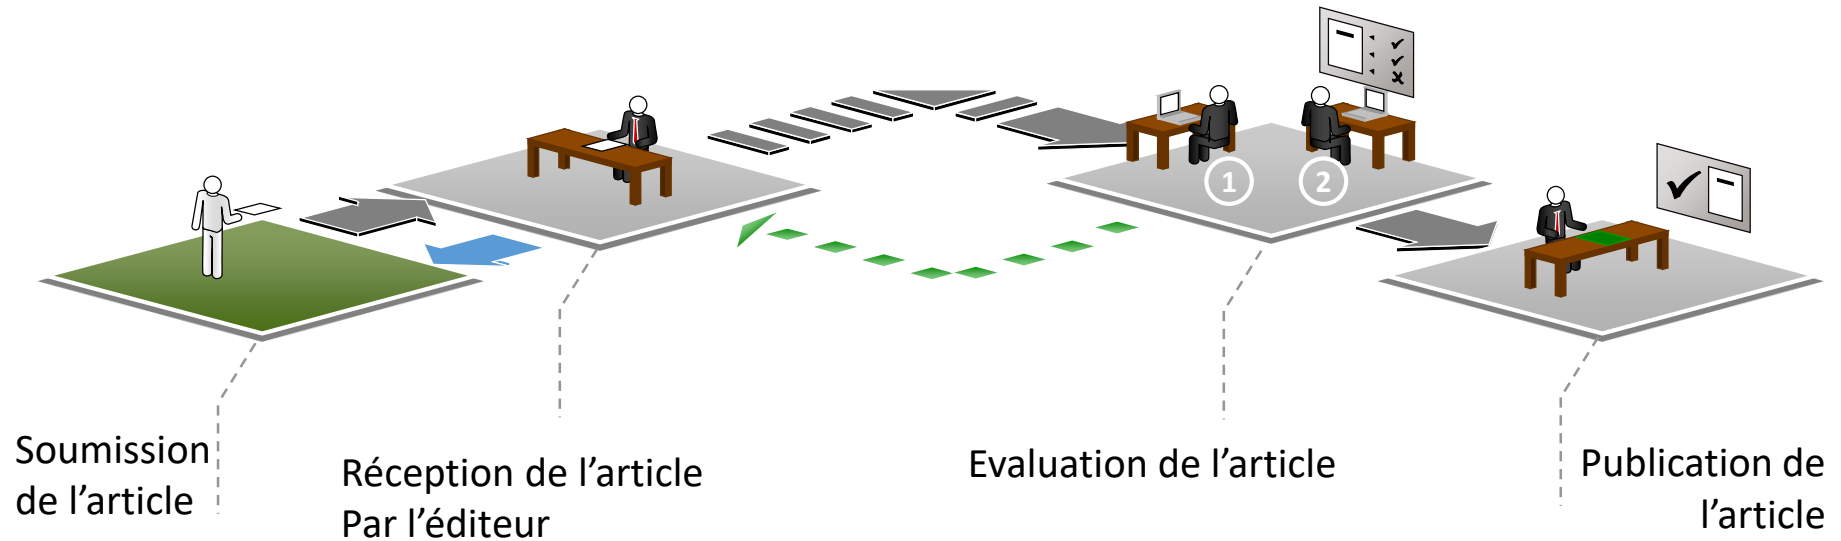 1
2
Soumission
de l’article
Réception de l’article
Par l’éditeur
Evaluation de l’article
Publication de
l’article